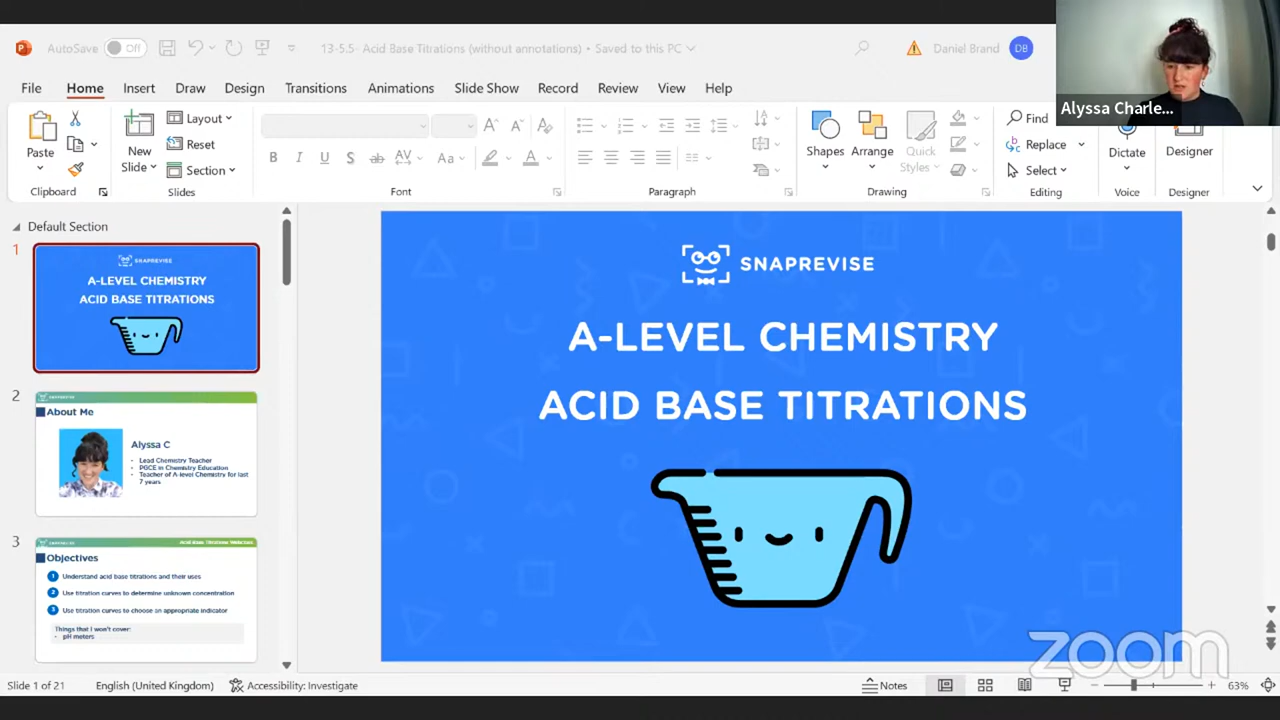 AutoSave Off 13-5.5- Acid Base Titrations (without annotations) • Saved to this PC Daniel Brand DB
Alyssa Charle...
File Home Insert Draw Design Transitions Animations Slide Show Record Review View Help
Paste
Clipboard
New
Slide
Layout
Reset
Section
Slides
B I U S ab AV Aa A
Font
Paragraph
Shapes Arrange Quick
Styles
Drawing
Find
Replace
Select
Editing
Dictate
Voice
Designer
Designer
Default Section
1
SNAPREVISE
A-LEVEL CHEMISTRY
ACID BASE TITRATIONS
2
About Me
Alyssa C
- Lead Chemistry Teacher
- PGCE in Chemistry Education
- Teacher of A-level Chemistry for last
7 years
3
Objectives
1 Understand acid base titrations and their uses
2 Use titration curves to determine unknown concentration
3 Use titration curves to choose an appropriate indicator
Things that I won't cover:
- pH meters
SNAPREVISE
A-LEVEL CHEMISTRY
ACID BASE TITRATIONS
zoom
Slide 1 of 21 English (United Kingdom) Accessibility: Investigate Notes 63%